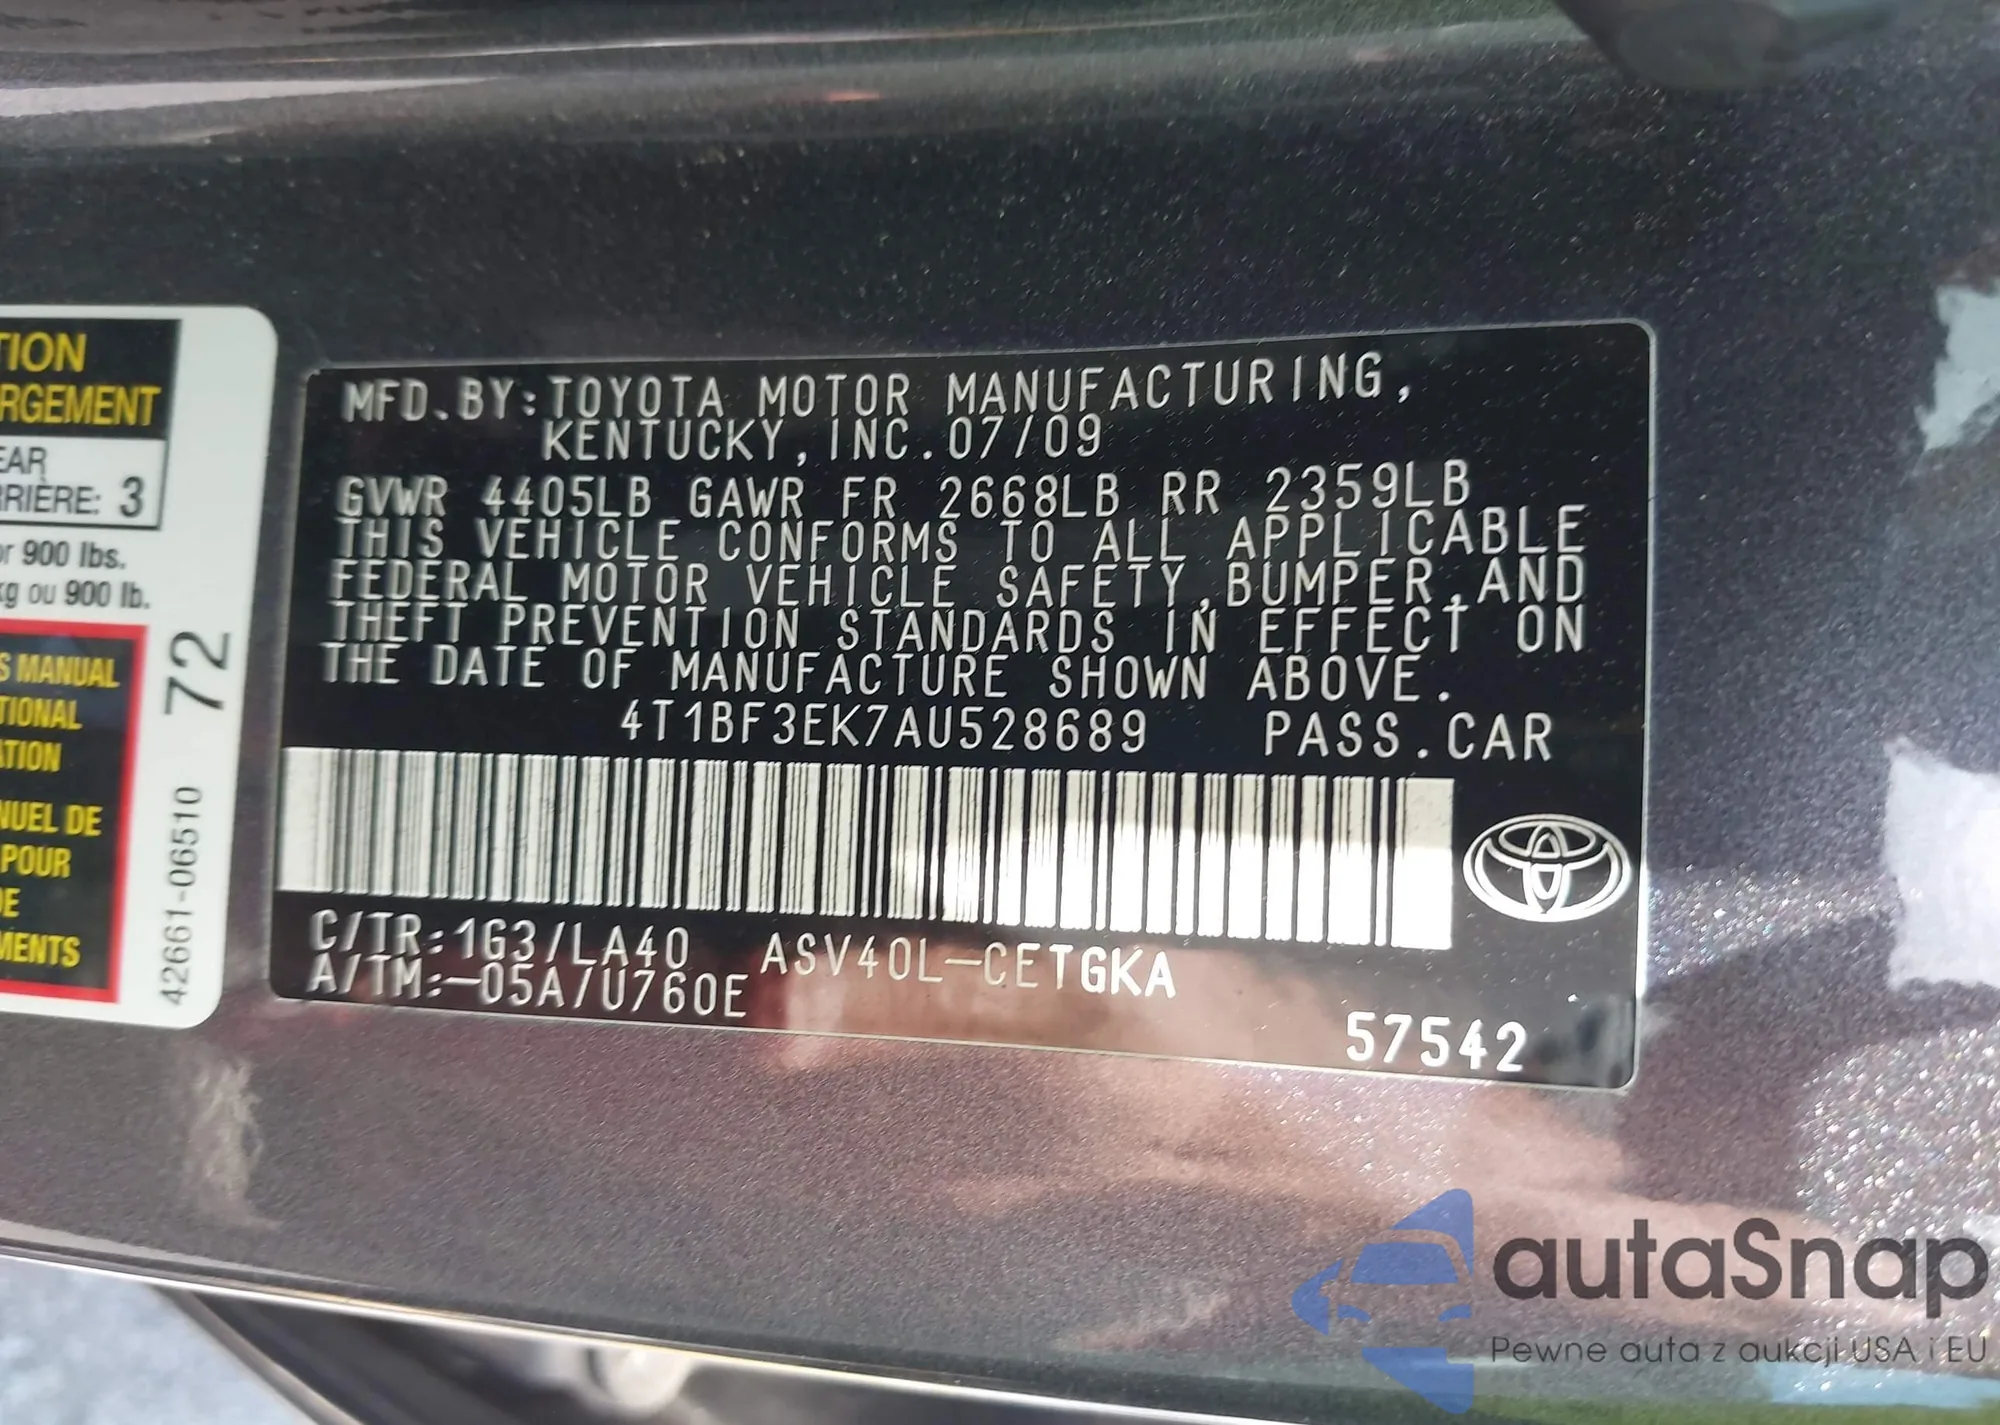 TION
RGEMENT
EAR
RRIÈRE: 3
or 900 lbs.
kg ou 900 lb.
S MANUAL
TIONAL
ATION
NUEL DE
POUR
DE
MENTS
72
42661-06510
MFD.BY:TOYOTA MOTOR MANUFACTURING,
KENTUCKY,INC.07/09
GVWR 4405LB GAWR FR 2668LB RR 2359LB
THIS VEHICLE CONFORMS TO ALL APPLICABLE
FEDERAL MOTOR VEHICLE SAFETY,BUMPER,AND
THEFT PREVENTION STANDARDS IN EFFECT ON
THE DATE OF MANUFACTURE SHOWN ABOVE.
4T1BF3EK7AU528689 PASS.CAR
C/TR:1G3/LA40 ASV40L-CETGKA
A/TM:-05A/U760E
57542
autaSnap
Pewne auta z aukcji USA i EU